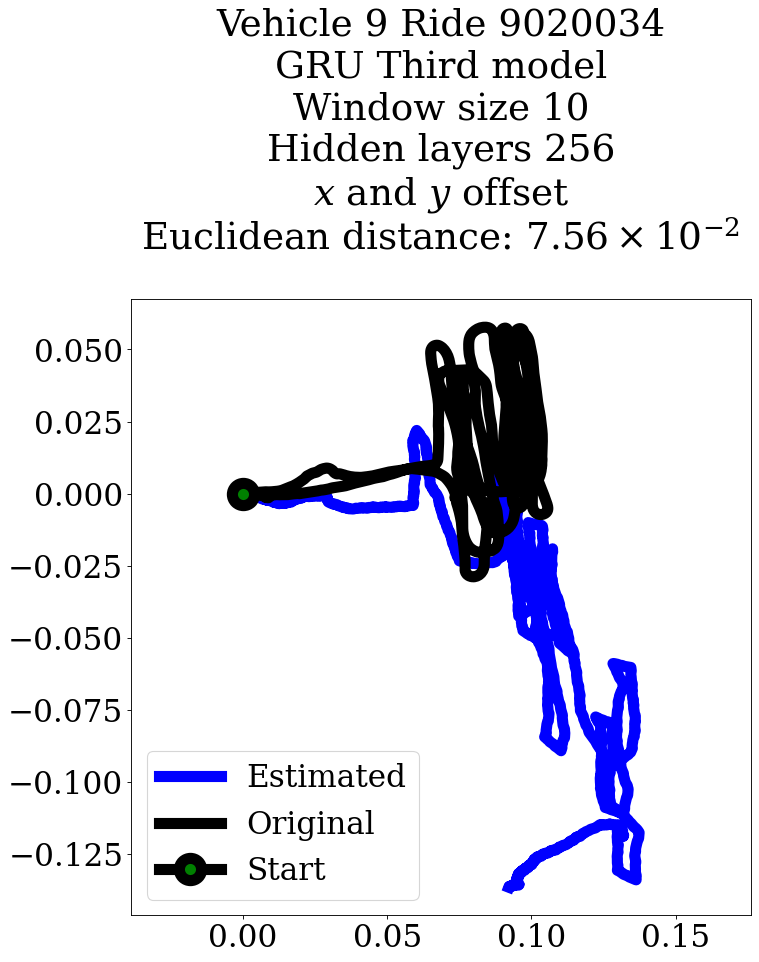 Vehicle 9 Ride 9020034
GRU Third model
Window size 10
Hidden layers 256
x and y offset
Euclidean distance: 7.56 × 10⁻²
0.050
0.025
0.000
−0.025
−0.050
−0.075
−0.100
−0.125
Estimated
Original
Start
0.00 0.05 0.10 0.15